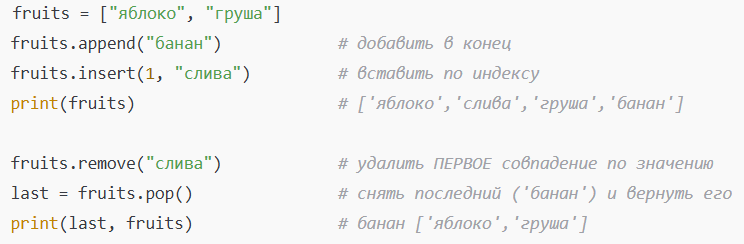 fruits = ["яблоко", "груша"]
fruits.append("банан") # добавить в конец
fruits.insert(1, "слива") # вставить по индексу
print(fruits) # ['яблоко','слива','груша','банан']
fruits.remove("слива") # удалить ПЕРВОЕ совпадение по значению
last = fruits.pop() # снять последний ('банан') и вернуть его
print(last, fruits) # банан ['яблоко','груша']